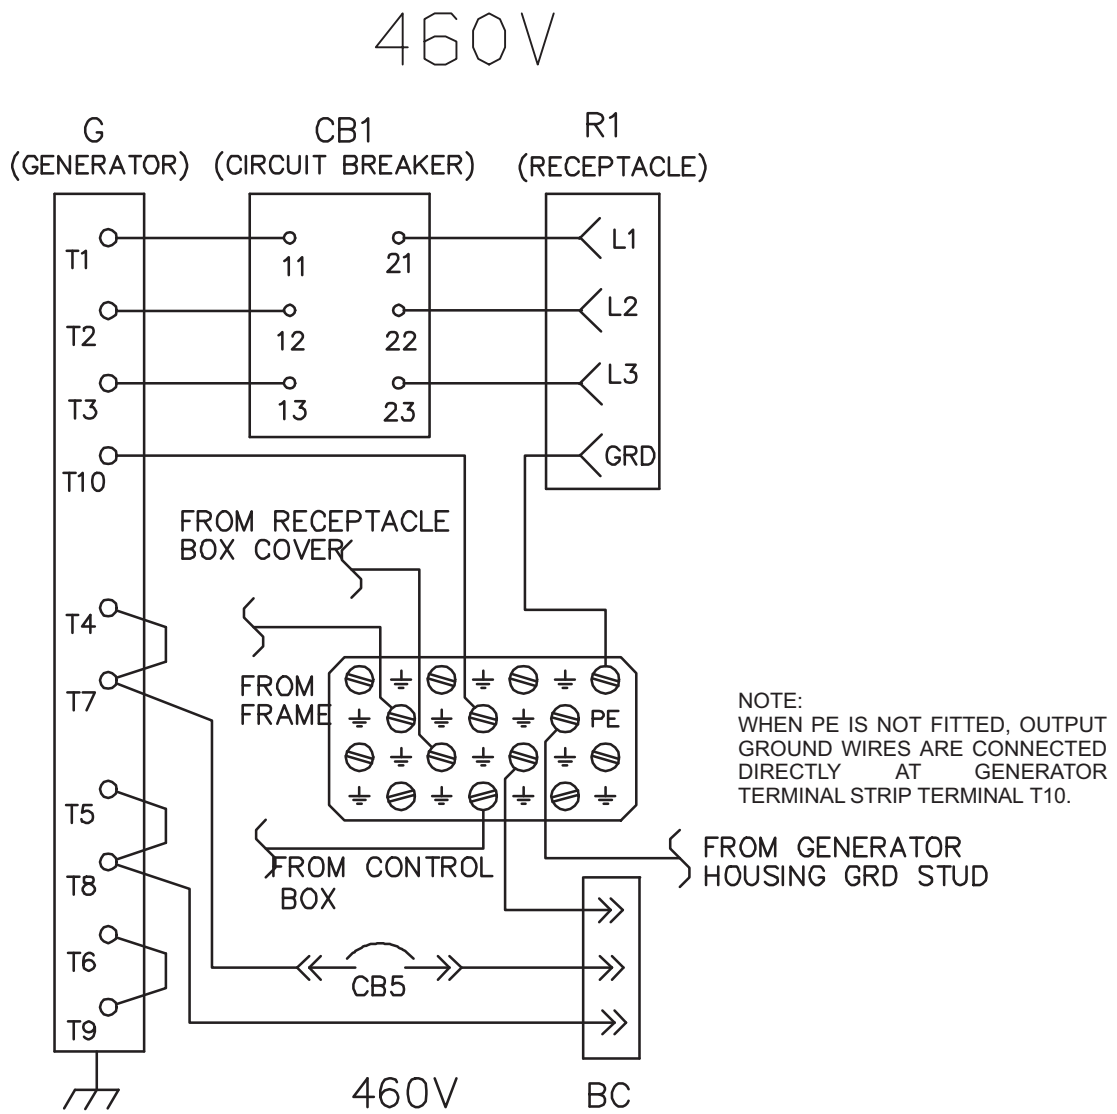 460V
G
(GENERATOR)
CB1
(CIRCUIT BREAKER)
R1
(RECEPTACLE)
T1
11
21
L1
T2
12
22
L2
T3
13
23
L3
T10
GRD
FROM RECEPTACLE
BOX COVER
T4
T7
FROM
FRAME
PE
NOTE:
WHEN PE IS NOT FITTED, OUTPUT
GROUND WIRES ARE CONNECTED
DIRECTLY AT GENERATOR
TERMINAL STRIP TERMINAL T10.
T5
T8
FROM CONTROL
BOX
FROM GENERATOR
HOUSING GRD STUD
T6
T9
CB5
460V
BC